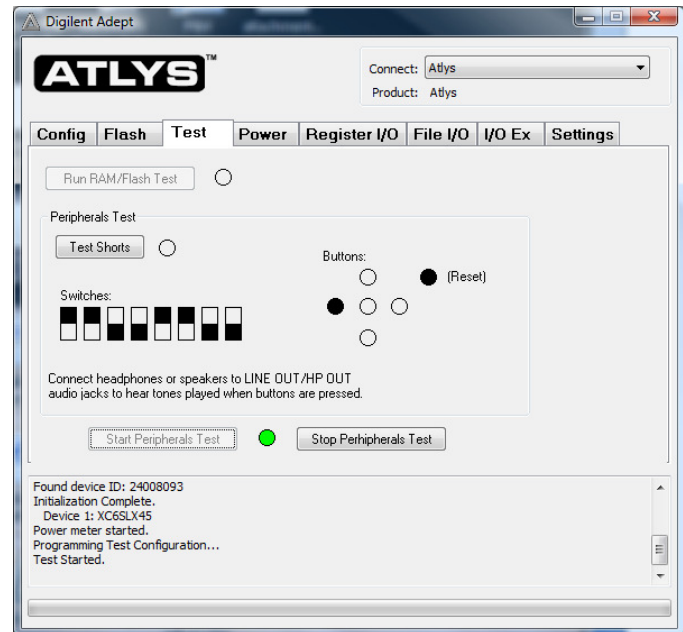 Digilent Adept
ATLYS™
Connect: Atlys
Product: Atlys
Config Flash Test Power Register I/O File I/O I/O Ex Settings
Run RAM/Flash Test
Peripherals Test
Test Shorts
Buttons:
(Reset)
Switches:
Connect headphones or speakers to LINE OUT/HP OUT
audio jacks to hear tones played when buttons are pressed.
Start Peripherals Test Stop Perhipherals Test
Found device ID: 24008093
Initialization Complete.
Device 1: XC6SLX45
Power meter started.
Programming Test Configuration...
Test Started.